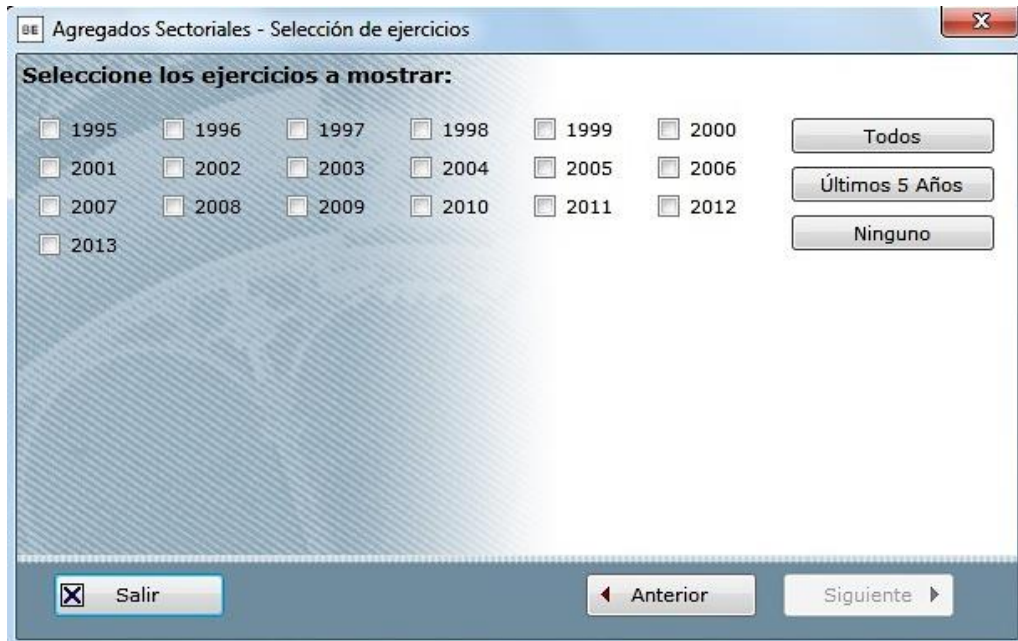 BE Agregados Sectoriales - Selección de ejercicios
Seleccione los ejercicios a mostrar:
1995 1996 1997 1998 1999 2000
Todos
2001 2002 2003 2004 2005 2006
Últimos 5 Años
2007 2008 2009 2010 2011 2012
Ninguno
2013
Salir Anterior Siguiente